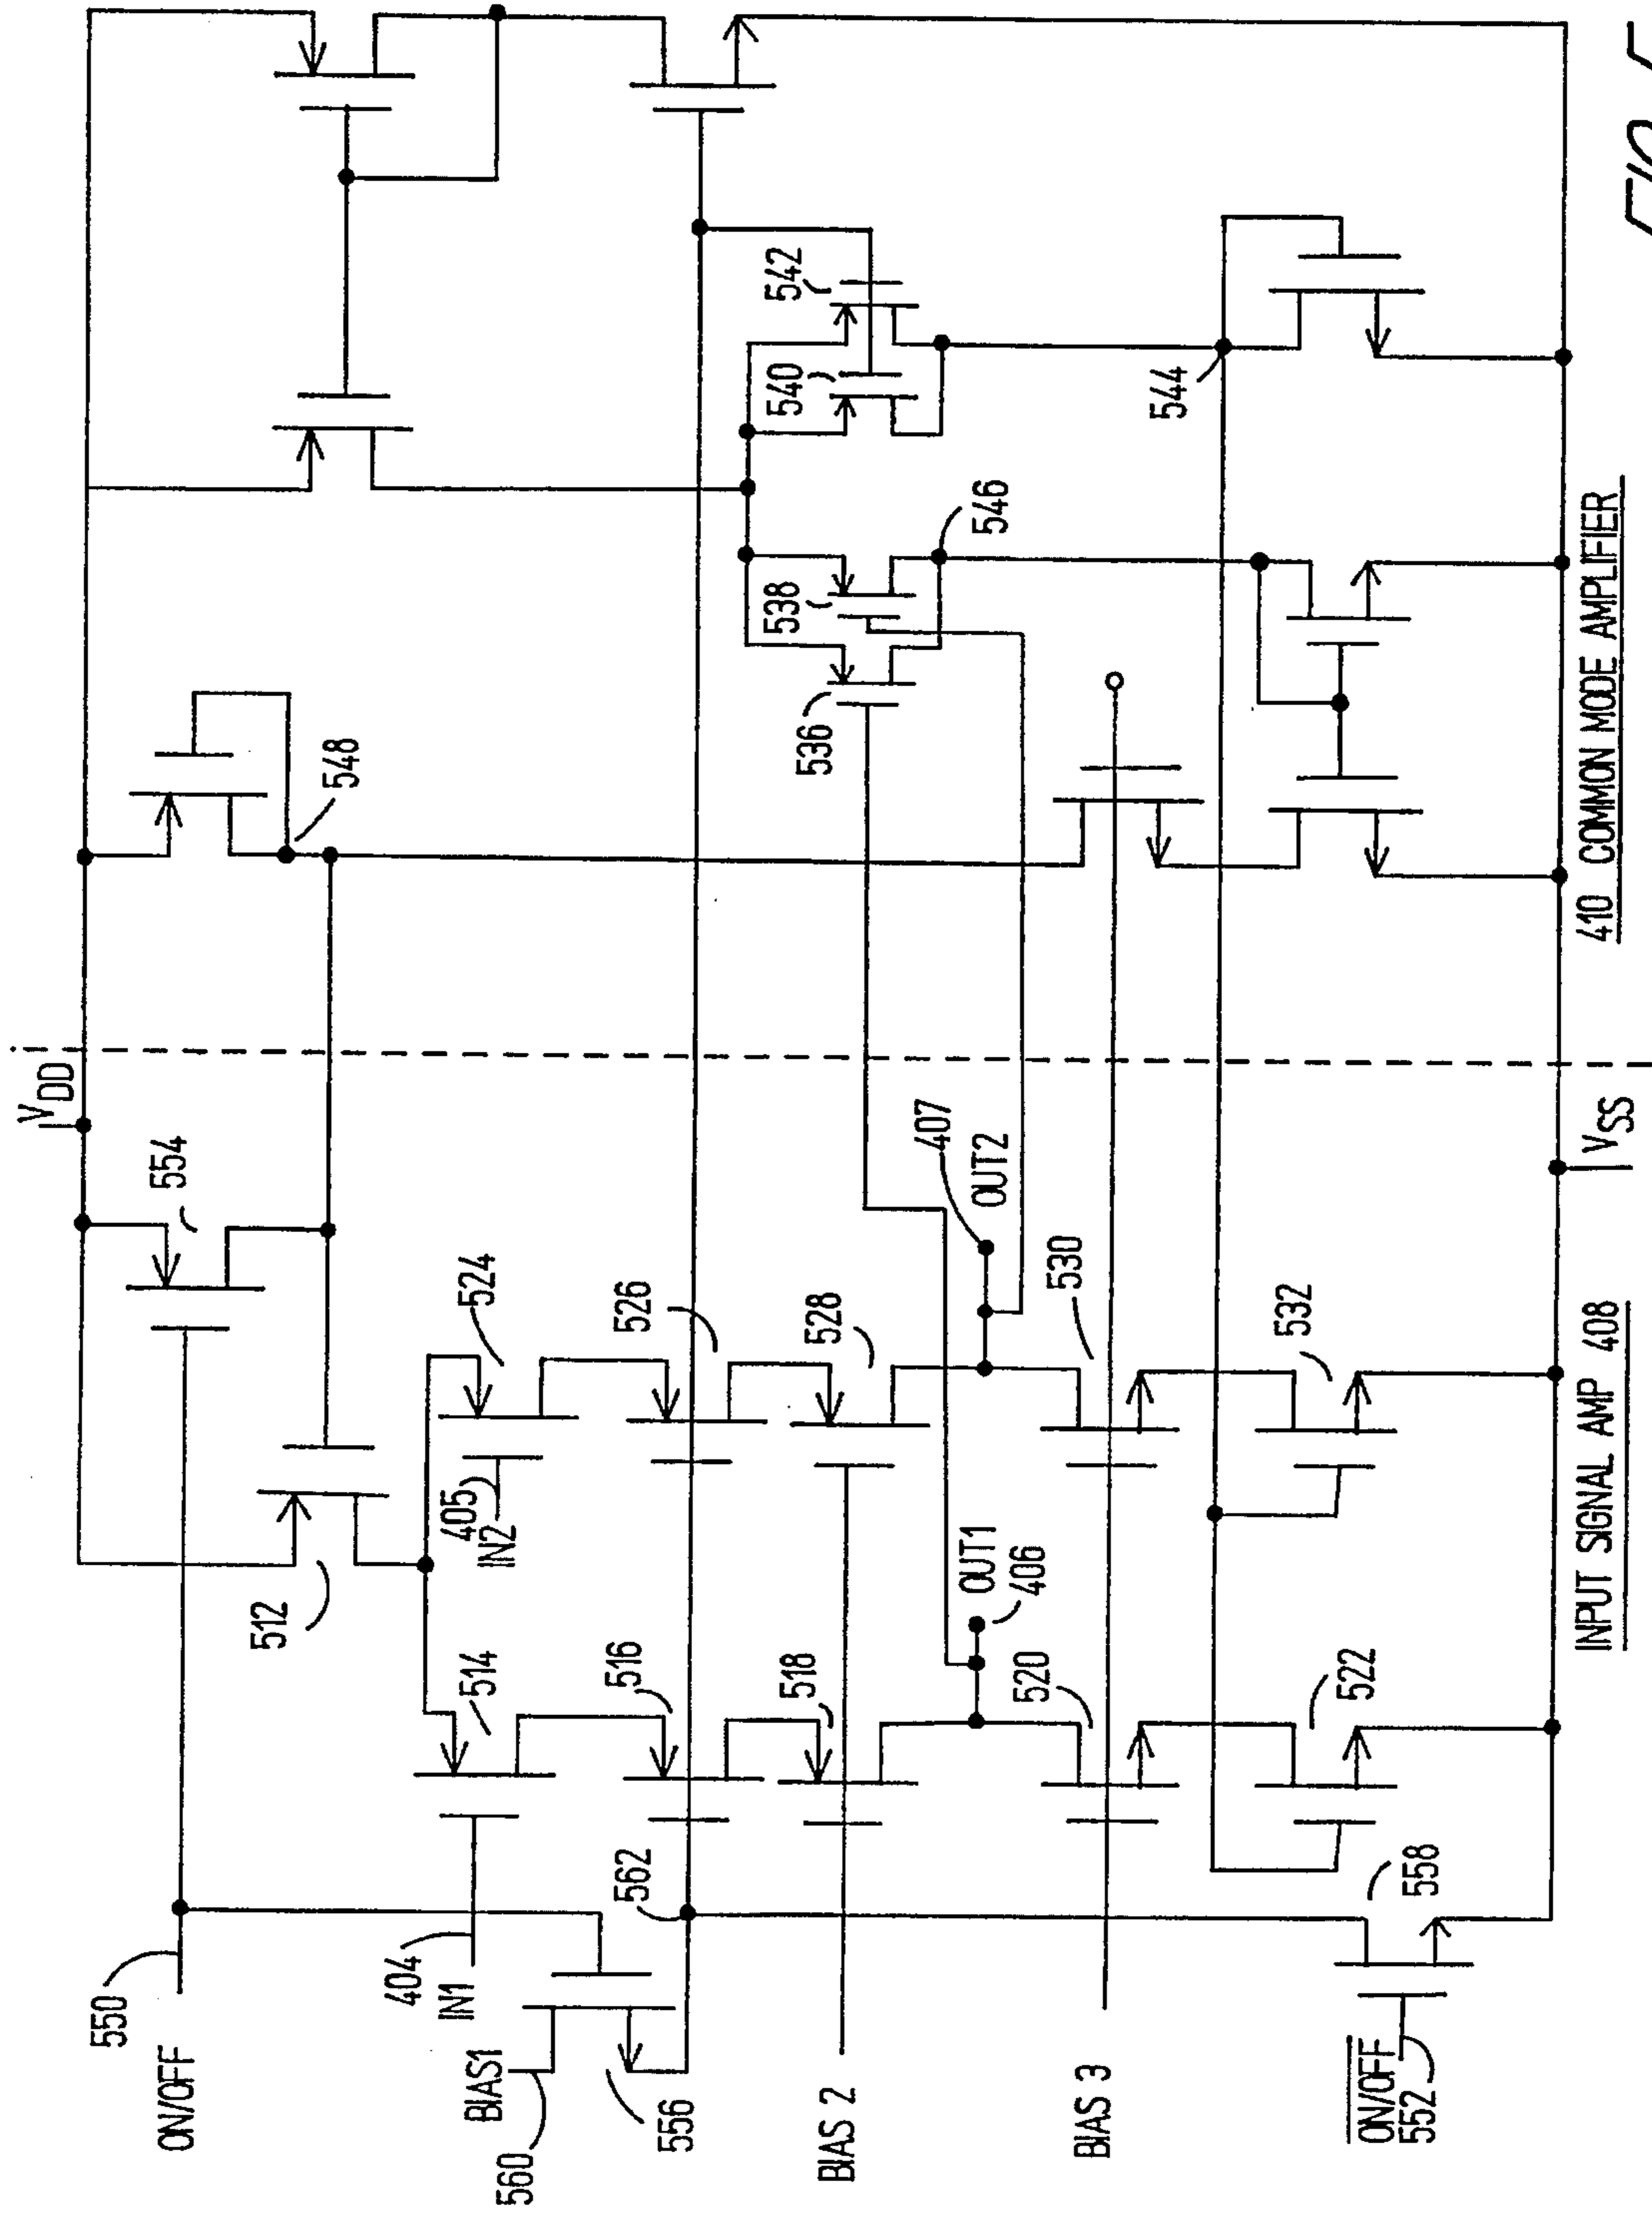 550
ON/OFF
404
IN1
BIAS1
560
556
562
BIAS 2
BIAS 3
ON/OFF
552
558
512
514
516
518
520
522
OUT1
406
554
VDD
524
405
IN2
526
528
407
OUT2
530
532
INPUT SIGNAL AMP 408
VSS
548
536
538
546
540
542
544
410 COMMON MODE AMPLIFIER